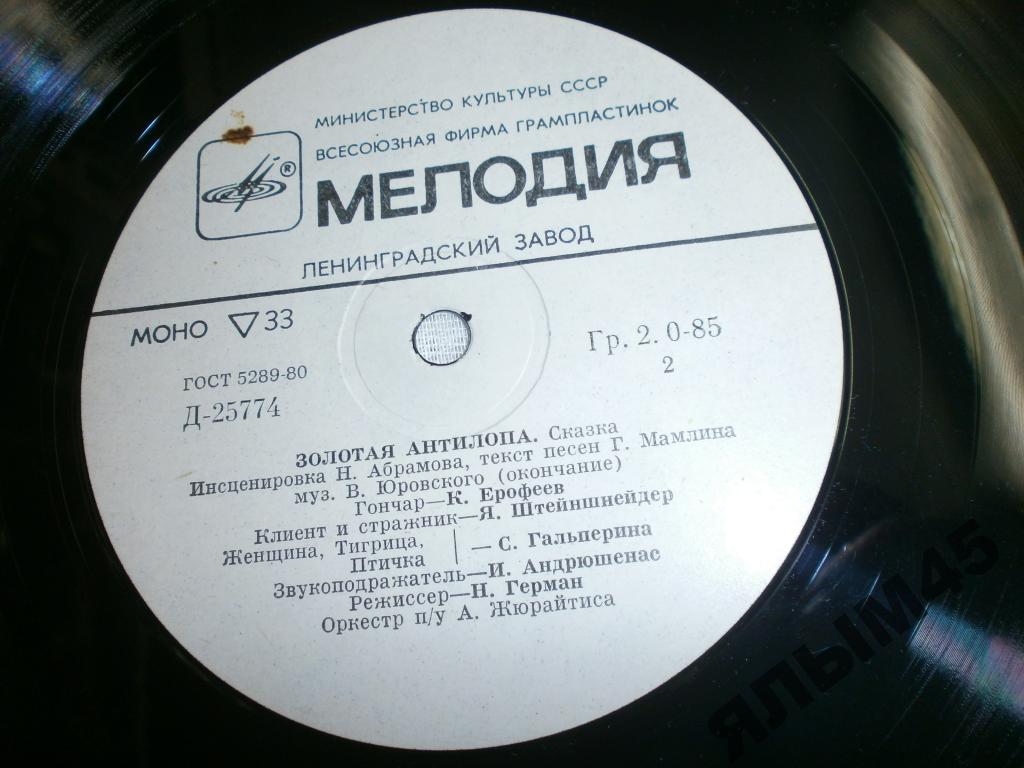 МИНИСТЕРСТВО КУЛЬТУРЫ СССР
ВСЕСОЮЗНАЯ ФИРМА ГРАМПЛАСТИНОК
®
МЕЛОДИЯ
ЛЕНИНГРАДСКИЙ ЗАВОД
МОНО ▽ 33
Гр. 2. 0-85
ГОСТ 5289-80
2
Д-25774
ЗОЛОТАЯ АНТИЛОПА. Сказка
Инсценировка Н. Абрамова, текст песен Г. Мамлина
муз. В. Юровского (окончание)
Гончар—К. Ерофеев
Клиент и стражник—Я. Штейншнейдер
Женщина, Тигрица,
Птичка | — С. Гальперина
Звукоподражатель—И. Андрюшенас
Режиссер—Н. Герман
Оркестр п/у А. Жюрайтиса
ЯЛЫМ45